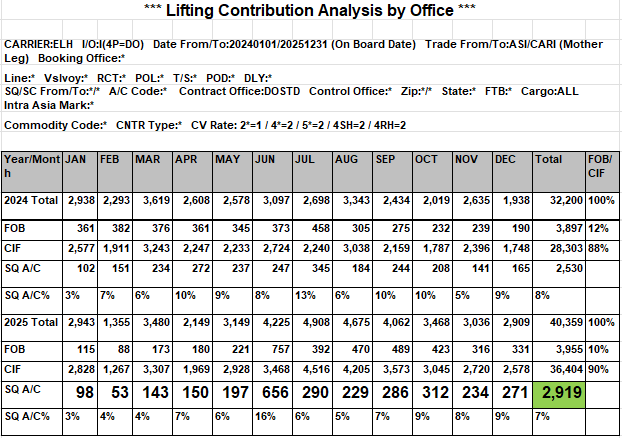 *** Lifting Contribution Analysis by Office ***
CARRIER:ELH I/O:I(4P=DO) Date From/To:20240101/20251231 (On Board Date) Trade From/To:ASI/CARI (Mother
Leg) Booking Office:*
Line:* Vslvoy:* RCT:* POL:* T/S:* POD:* DLY:*
SQ/SC From/To:*/* A/C Code:* Contract Office:DOSTD Control Office:* Zip:*/* State:* FTB:* Cargo:ALL
Intra Asia Mark:*
Commodity Code:* CNTR Type:* CV Rate: 2*=1 / 4*=2 / 5*=2 / 4SH=2 / 4RH=2
Year/Mont JAN FEB MAR APR MAY JUN JUL AUG SEP OCT NOV DEC Total FOB/
h CIF
2024 Total 2,938 2,293 3,619 2,608 2,578 3,097 2,698 3,343 2,434 2,019 2,635 1,938 32,200 100%
FOB 361 382 376 361 345 373 458 305 275 232 239 190 3,897 12%
CIF 2,577 1,911 3,243 2,247 2,233 2,724 2,240 3,038 2,159 1,787 2,396 1,748 28,303 88%
SQ A/C 102 151 234 272 237 247 345 184 244 208 141 165 2,530
SQ A/C% 3% 7% 6% 10% 9% 8% 13% 6% 10% 10% 5% 9% 8%
2025 Total 2,943 1,355 3,480 2,149 3,149 4,225 4,908 4,675 4,062 3,468 3,036 2,909 40,359 100%
FOB 115 88 173 180 221 757 392 470 489 423 316 331 3,955 10%
CIF 2,828 1,267 3,307 1,969 2,928 3,468 4,516 4,205 3,573 3,045 2,720 2,578 36,404 90%
SQ A/C 98 53 143 150 197 656 290 229 286 312 234 271 2,919
SQ A/C% 3% 4% 4% 7% 6% 16% 6% 5% 7% 9% 8% 9% 7%